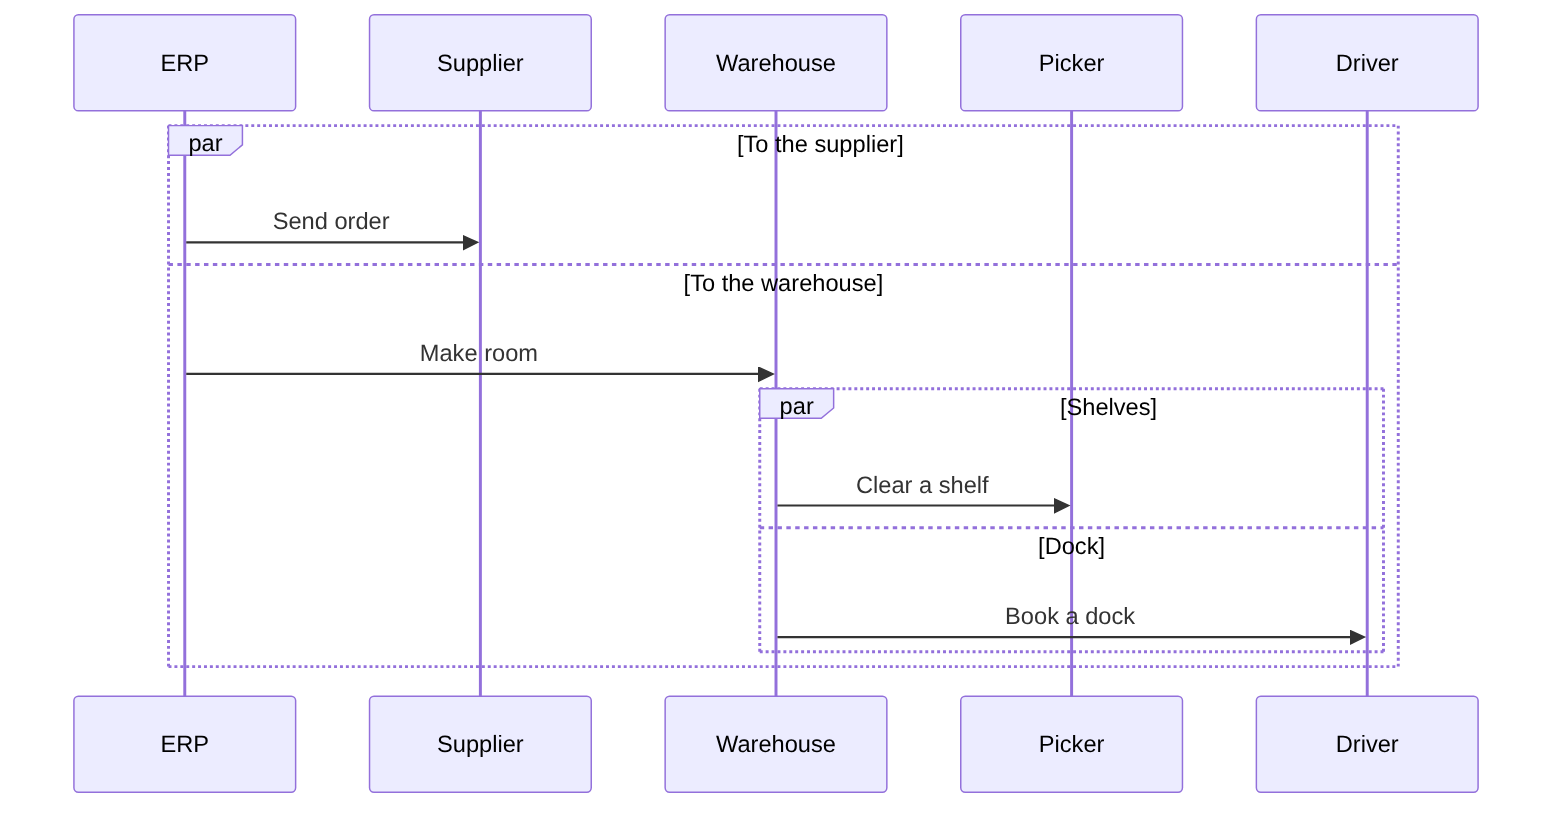 ERP
Supplier
Warehouse
Picker
Driver
par
[To the supplier]
Send order
[To the warehouse]
Make room
par
[Shelves]
Clear a shelf
[Dock]
Book a dock
ERP
Supplier
Warehouse
Picker
Driver